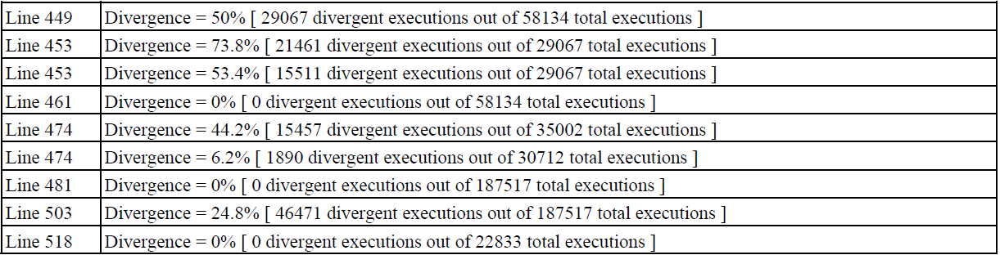 Line 449 Divergence = 50% [ 29067 divergent executions out of 58134 total executions ]
Line 453 Divergence = 73.8% [ 21461 divergent executions out of 29067 total executions ]
Line 453 Divergence = 53.4% [ 15511 divergent executions out of 29067 total executions ]
Line 461 Divergence = 0% [ 0 divergent executions out of 58134 total executions ]
Line 474 Divergence = 44.2% [ 15457 divergent executions out of 35002 total executions ]
Line 474 Divergence = 6.2% [ 1890 divergent executions out of 30712 total executions ]
Line 481 Divergence = 0% [ 0 divergent executions out of 187517 total executions ]
Line 503 Divergence = 24.8% [ 46471 divergent executions out of 187517 total executions ]
Line 518 Divergence = 0% [ 0 divergent executions out of 22833 total executions ]